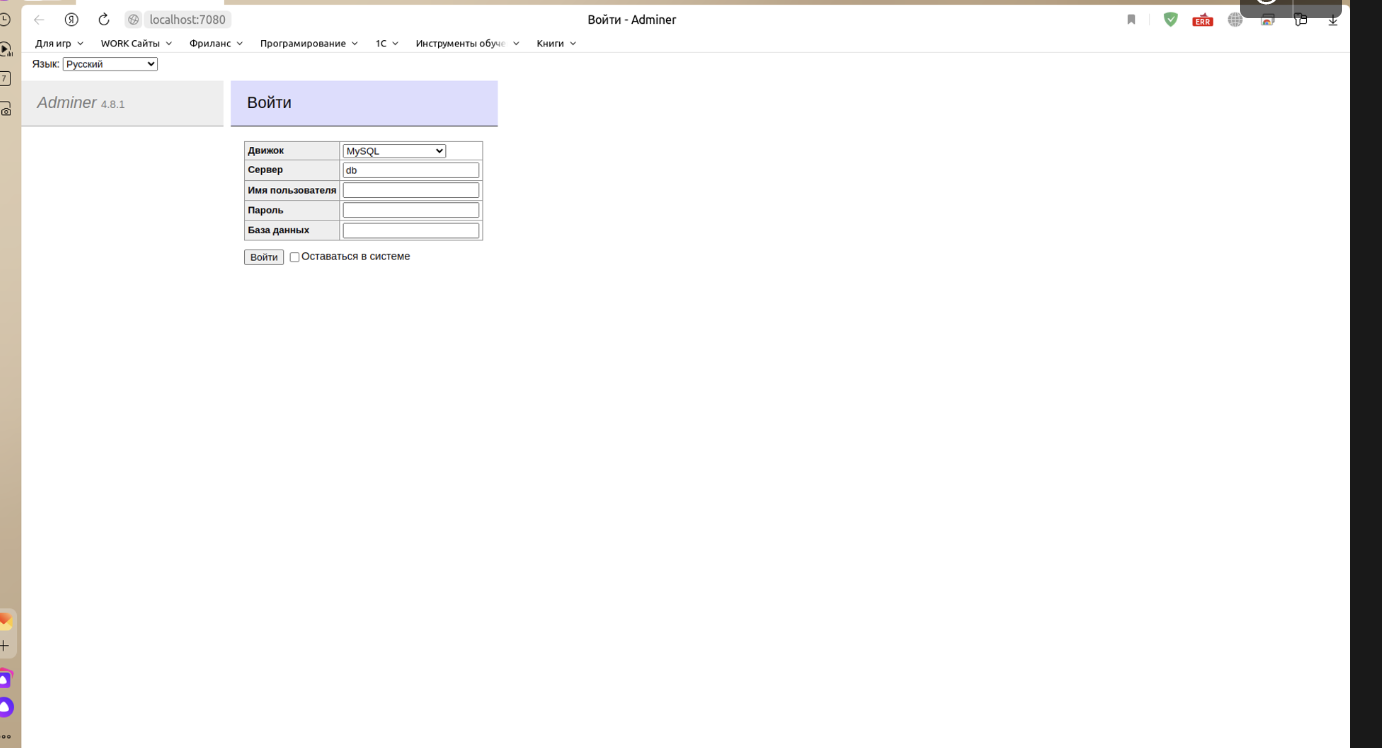 localhost:7080
Войти - Adminer
ERR
Для игр
WORK Сайты
Фриланс
Програмирование
1С
Инструменты обуче
Книги
Язык: Русский
7
Adminer 4.8.1
Войти
Движок MySQL
Сервер db
Имя пользователя
Пароль
База данных
Войти Оставаться в системе